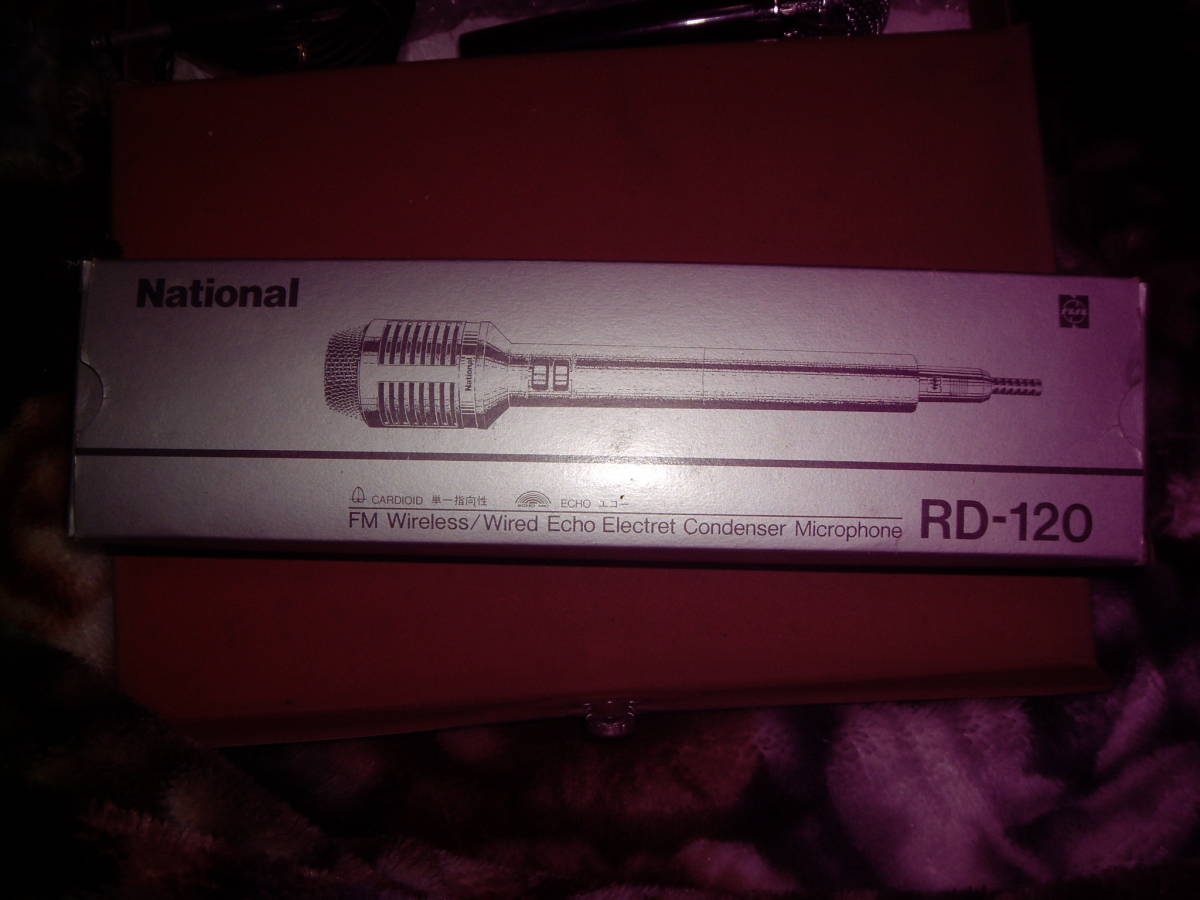 National
National
CARDIOID 単一指向性 ECHO エコー
FM Wireless/Wired Echo Electret Condenser Microphone RD-120